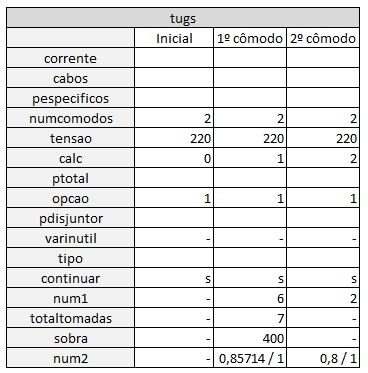 tugs
Inicial 1º cômodo 2º cômodo
corrente
cabos
pespecificos
numcomodos 2 2 2
tensao 220 220 220
calc 0 1 2
ptotal
opcao 1 1 1
pdisjuntor
varinutil - - -
tipo
continuar s s s
num1 - 6 2
totaltomadas - 7 -
sobra - 400 -
num2 - 0,85714 / 1 0,8 / 1